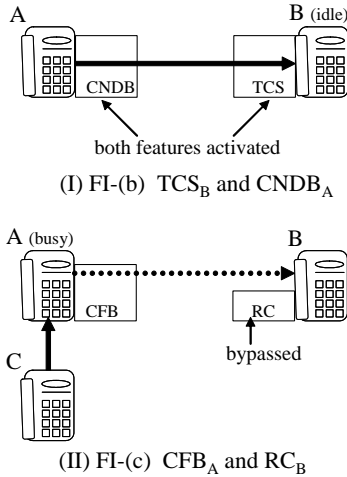 A
B (idle)
CNDB
TCS
both features activated
(I) FI-(b) TCS_B and CNDB_A
A (busy)
B
CFB
RC
bypassed
C
(II) FI-(c) CFB_A and RC_B